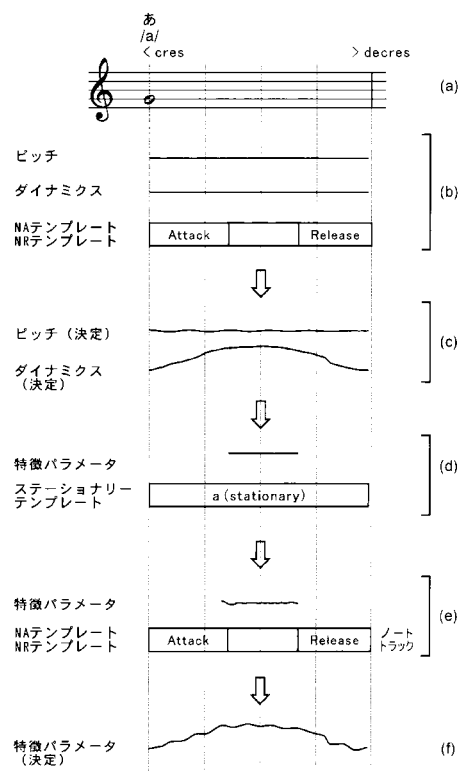 あ
/a/
< cres
> decres
(a)
ピッチ
ダイナミクス
(b)
NAテンプレート
NRテンプレート
Attack
Release
ピッチ (決定)
(c)
ダイナミクス
(決定)
特徴パラメータ
(d)
ステーショナリー
テンプレート
a (stationary)
特徴パラメータ
(e)
NAテンプレート
NRテンプレート
Attack
Release
ノート
トラック
特徴パラメータ
(決定)
(f)